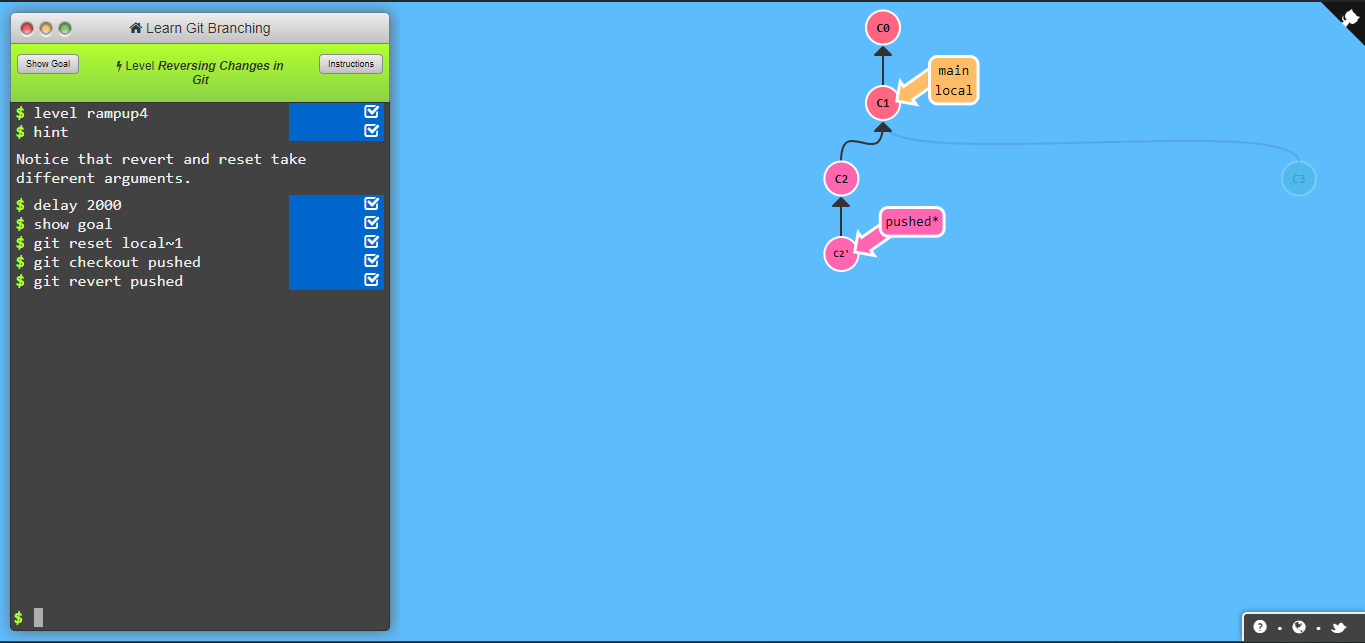 Learn Git Branching
Show Goal
Level Reversing Changes in
Git
Instructions
$ level rampup4
$ hint
Notice that revert and reset take
different arguments.
$ delay 2000
$ show goal
$ git reset local~1
$ git checkout pushed
$ git revert pushed
$
C0
main
local
C1
C2
C3
pushed*
C2'